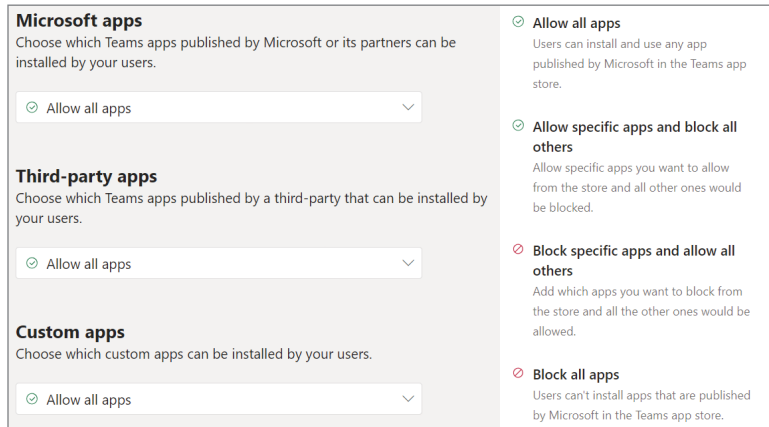 Microsoft apps
Choose which Teams apps published by Microsoft or its partners can be
installed by your users.
Allow all apps
Third-party apps
Choose which Teams apps published by a third-party that can be installed by
your users.
Allow all apps
Custom apps
Choose which custom apps can be installed by your users.
Allow all apps
Allow all apps
Users can install and use any app
published by Microsoft in the Teams app
store.
Allow specific apps and block all
others
Allow specific apps you want to allow
from the store and all other ones would
be blocked.
Block specific apps and allow all
others
Add which apps you want to block from
the store and all the other ones would be
allowed.
Block all apps
Users can't install apps that are published
by Microsoft in the Teams app store.